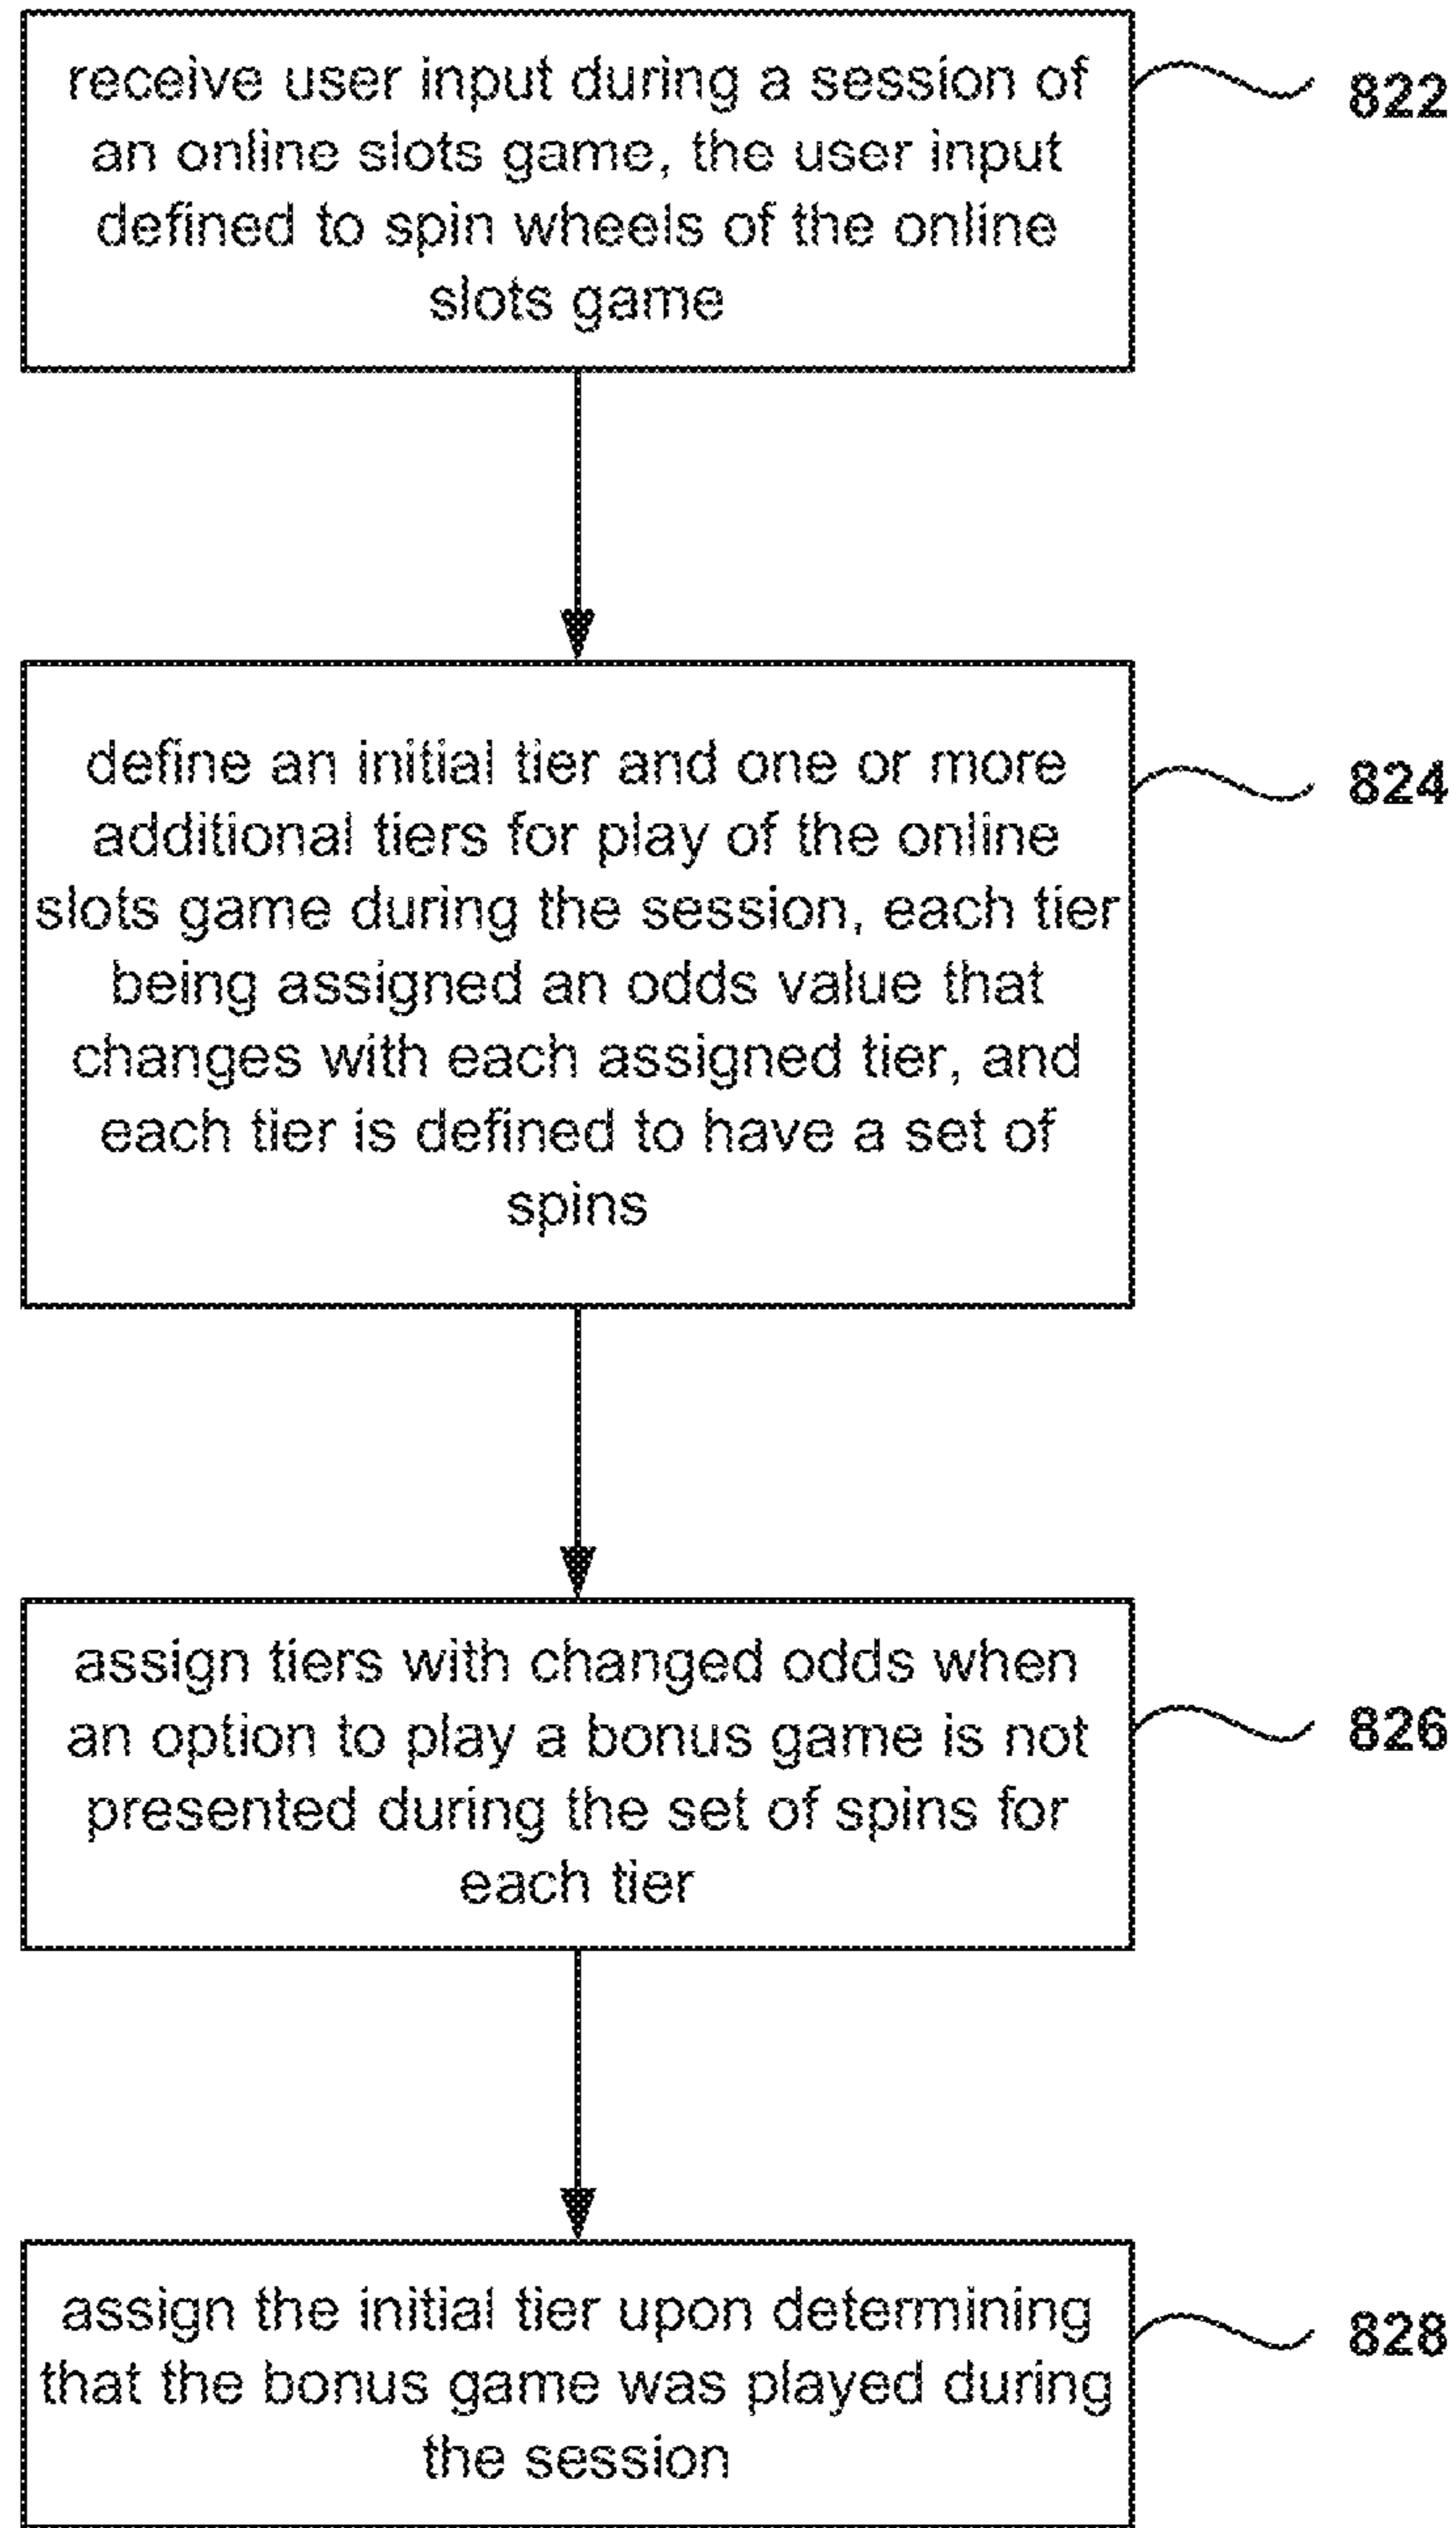 receive user input during a session of
an online slots game, the user input
defined to spin wheels of the online
slots game
822
define an initial tier and one or more
additional tiers for play of the online
slots game during the session, each tier
being assigned an odds value that
changes with each assigned tier, and
each tier is defined to have a set of
spins
824
assign tiers with changed odds when
an option to play a bonus game is not
presented during the set of spins for
each tier
826
assign the initial tier upon determining
that the bonus game was played during
the session
828